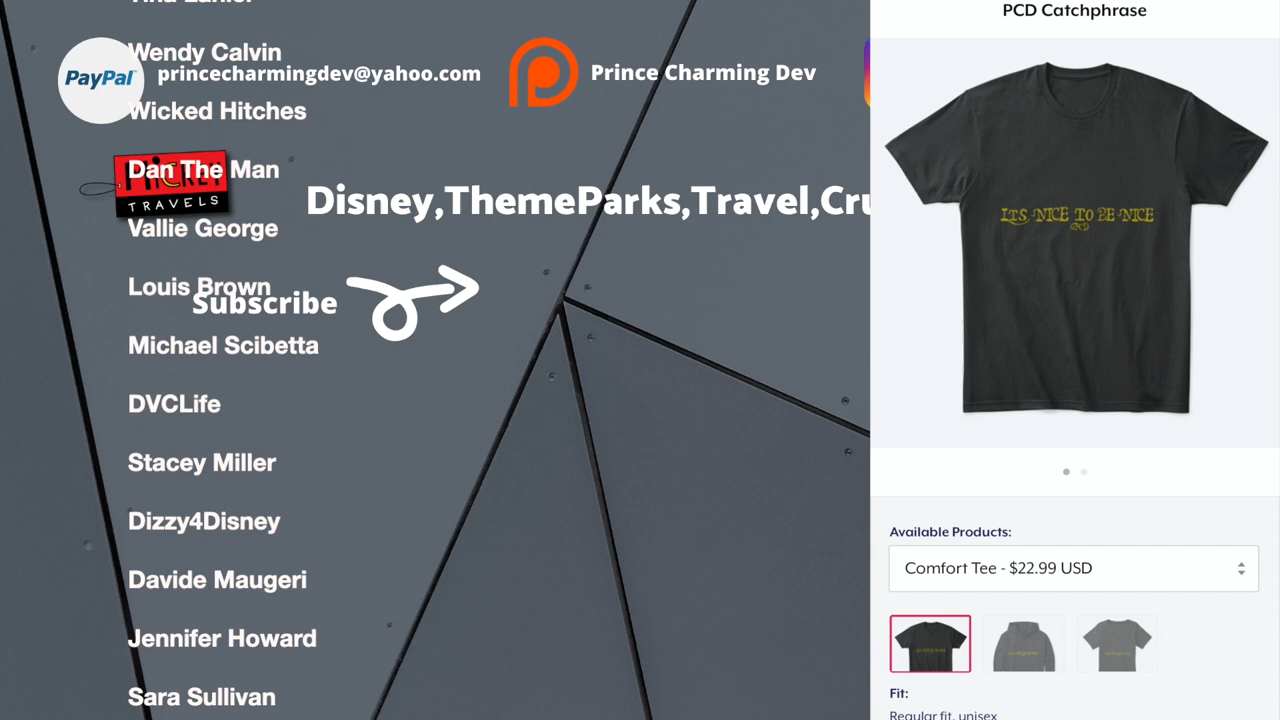 Wendy Calvin
PayPal
princecharmingdev@yahoo.com
Prince Charming Dev
Wicked Hitches
Dan The Man
Mickey
TRAVELS
Disney,ThemeParks,Travel,Cru
Vallie George
Louis Brown
Subscribe
Michael Scibetta
DVCLife
Stacey Miller
Dizzy4Disney
Davide Maugeri
Jennifer Howard
Sara Sullivan
PCD Catchphrase
ITS NICE TO BE NICE
PCD
Available Products:
Comfort Tee - $22.99 USD
Fit:
Regular fit, unisex